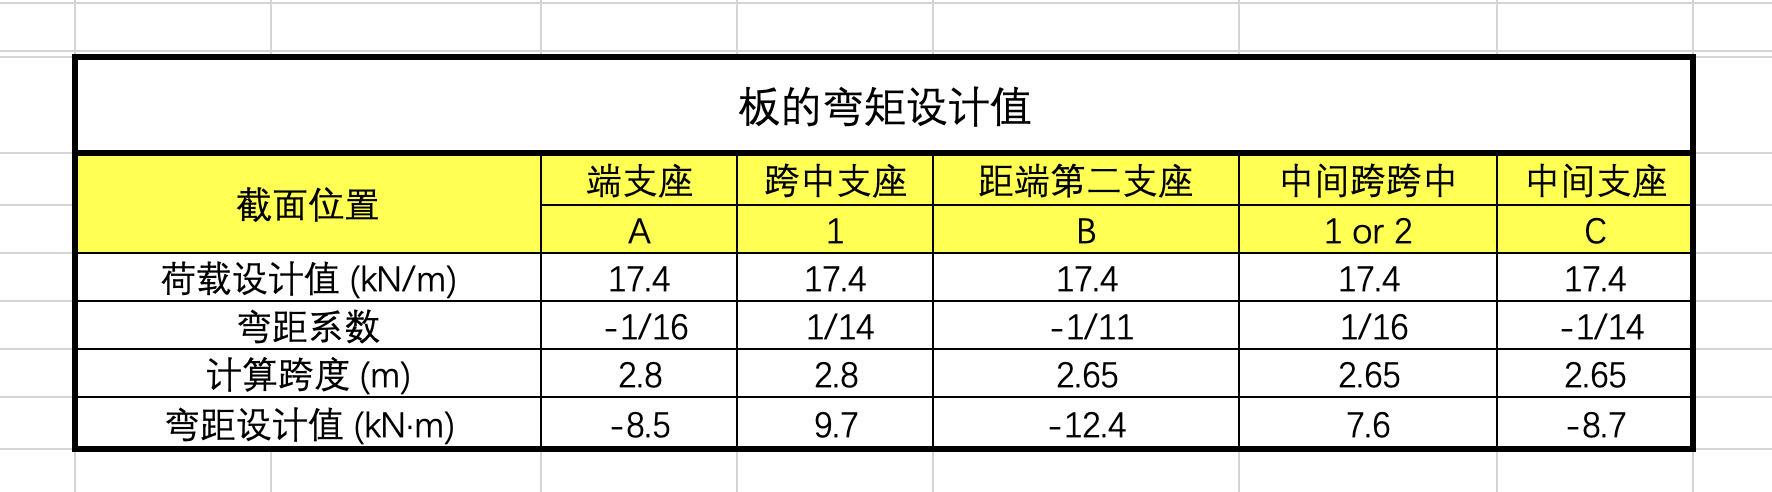 板的弯矩设计值
截面位置 端支座 跨中支座 距端第二支座 中间跨跨中 中间支座
A 1 B 1 or 2 C
荷载设计值 (kN/m) 17.4 17.4 17.4 17.4 17.4
弯距系数 -1/16 1/14 -1/11 1/16 -1/14
计算跨度 (m) 2.8 2.8 2.65 2.65 2.65
弯距设计值 (kN·m) -8.5 9.7 -12.4 7.6 -8.7